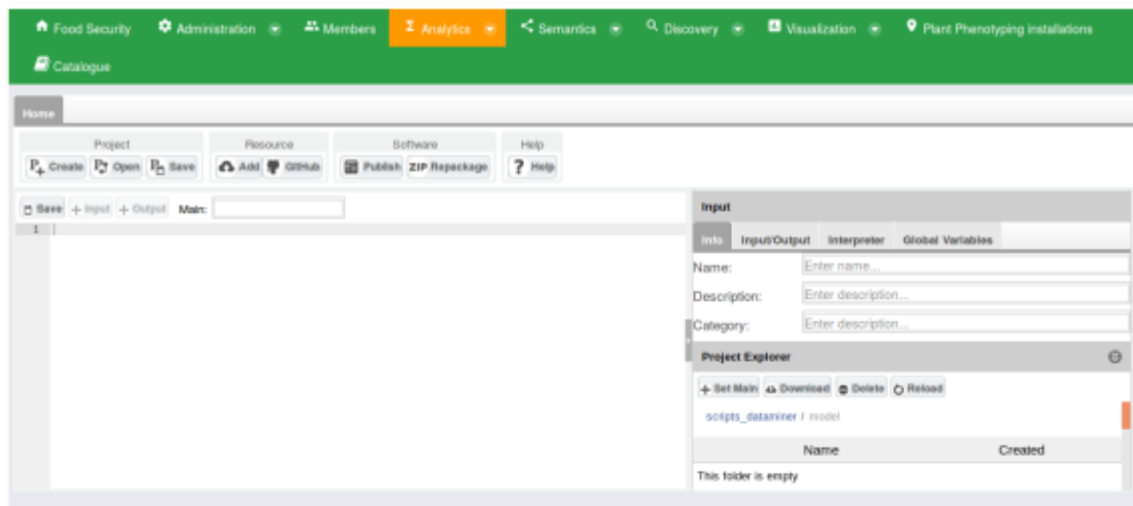 Food Security Administration Members Σ Analytics Semantics Discovery Visualization Plant Phenotyping installations
Catalogue
Home
Project Resource Software Help
Create Open Save Add GitHub Publish ZIP Repackage ? Help
Save + Input + Output Main:
1
Input
Info Input/Output Interpreter Global Variables
Name: Enter name...
Description: Enter description...
Category: Enter description...
Project Explorer
+ Set Main Download Delete Reload
scripts_dataminer / model
Name Created
This folder is empty